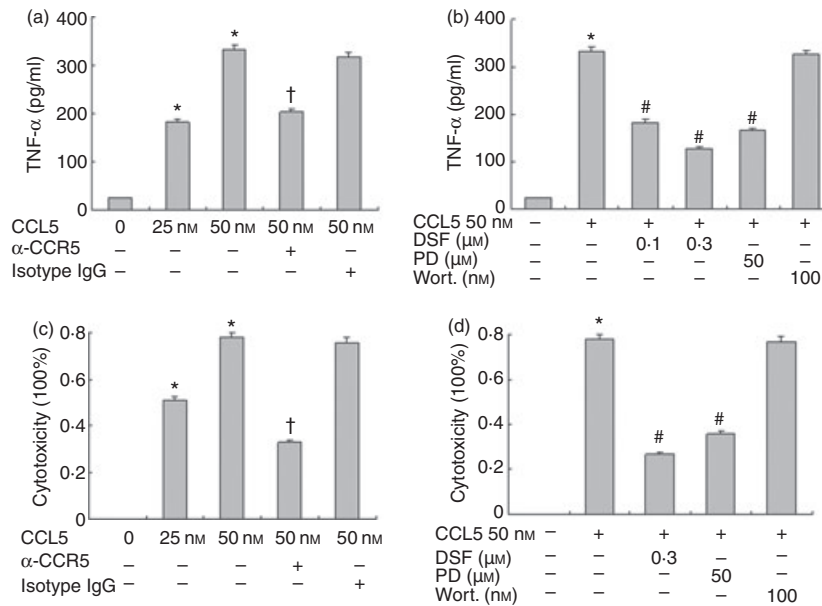 (a)
400
300
200
100
0
TNF-α (pg/ml)
* * †
CCL5 0 25 nM 50 nM 50 nM 50 nM
α-CCR5 – – – + –
Isotype IgG – – – – +
(b)
400
300
200
100
0
TNF-α (pg/ml)
* # # #
CCL5 50 nM – + + + + +
DSF (μM) – – 0·1 0·3 – –
PD (μM) – – – – 50 –
Wort. (nM) – – – – – 100
(c)
0·8
0·6
0·4
0·2
0
Cytotoxicity (100%)
* * †
CCL5 0 25 nM 50 nM 50 nM 50 nM
α-CCR5 – – – + –
Isotype IgG – – – – +
(d)
0·8
0·6
0·4
0·2
0
Cytotoxicity (100%)
* # #
CCL5 50 nM – + + + +
DSF (μM) – – 0·3 – –
PD (μM) – – – 50 –
Wort. (nM) – – – – 100